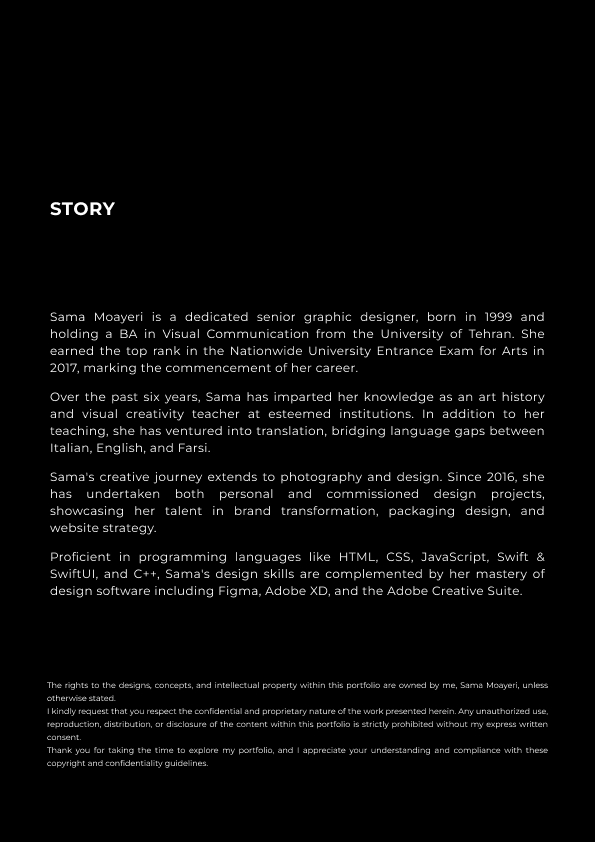 STORY
Sama Moayeri is a dedicated senior graphic designer, born in 1999 and
holding a BA in Visual Communication from the University of Tehran. She
earned the top rank in the Nationwide University Entrance Exam for Arts in
2017, marking the commencement of her career.
Over the past six years, Sama has imparted her knowledge as an art history
and visual creativity teacher at esteemed institutions. In addition to her
teaching, she has ventured into translation, bridging language gaps between
Italian, English, and Farsi.
Sama's creative journey extends to photography and design. Since 2016, she
has undertaken both personal and commissioned design projects,
showcasing her talent in brand transformation, packaging design, and
website strategy.
Proficient in programming languages like HTML, CSS, JavaScript, Swift &
SwiftUI, and C++, Sama's design skills are complemented by her mastery of
design software including Figma, Adobe XD, and the Adobe Creative Suite.
The rights to the designs, concepts, and intellectual property within this portfolio are owned by me, Sama Moayeri, unless
otherwise stated.
I kindly request that you respect the confidential and proprietary nature of the work presented herein. Any unauthorized use,
reproduction, distribution, or disclosure of the content within this portfolio is strictly prohibited without my express written
consent.
Thank you for taking the time to explore my portfolio, and I appreciate your understanding and compliance with these
copyright and confidentiality guidelines.